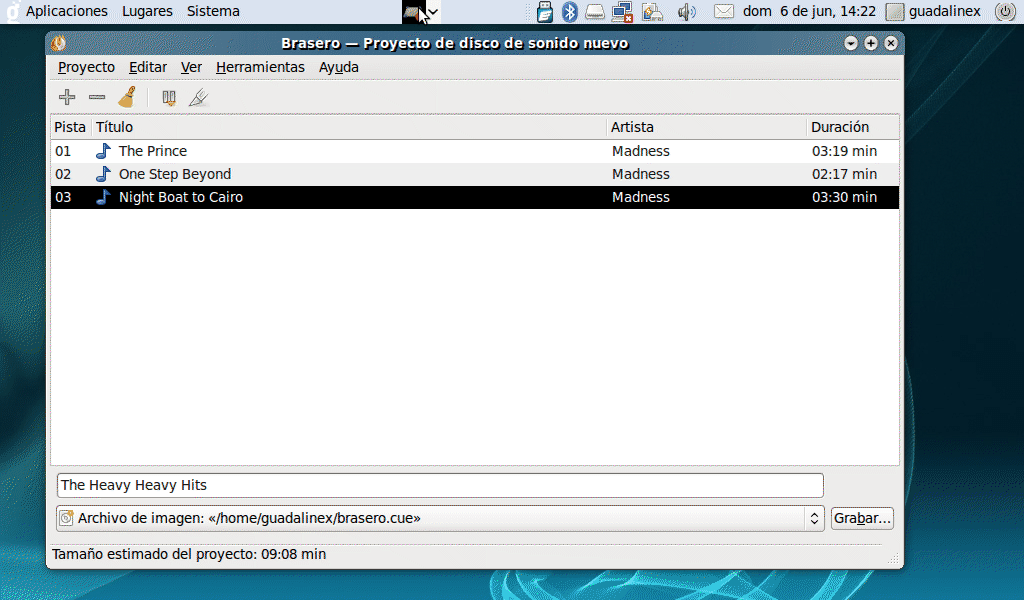 Aplicaciones Lugares Sistema dom 6 de jun, 14:22 guadalinex
Brasero — Proyecto de disco de sonido nuevo
Proyecto Editar Ver Herramientas Ayuda
Pista Título Artista Duración
01 The Prince Madness 03:19 min
02 One Step Beyond Madness 02:17 min
03 Night Boat to Cairo Madness 03:30 min
The Heavy Heavy Hits
Archivo de imagen: «/home/guadalinex/brasero.cue» Grabar...
Tamaño estimado del proyecto: 09:08 min